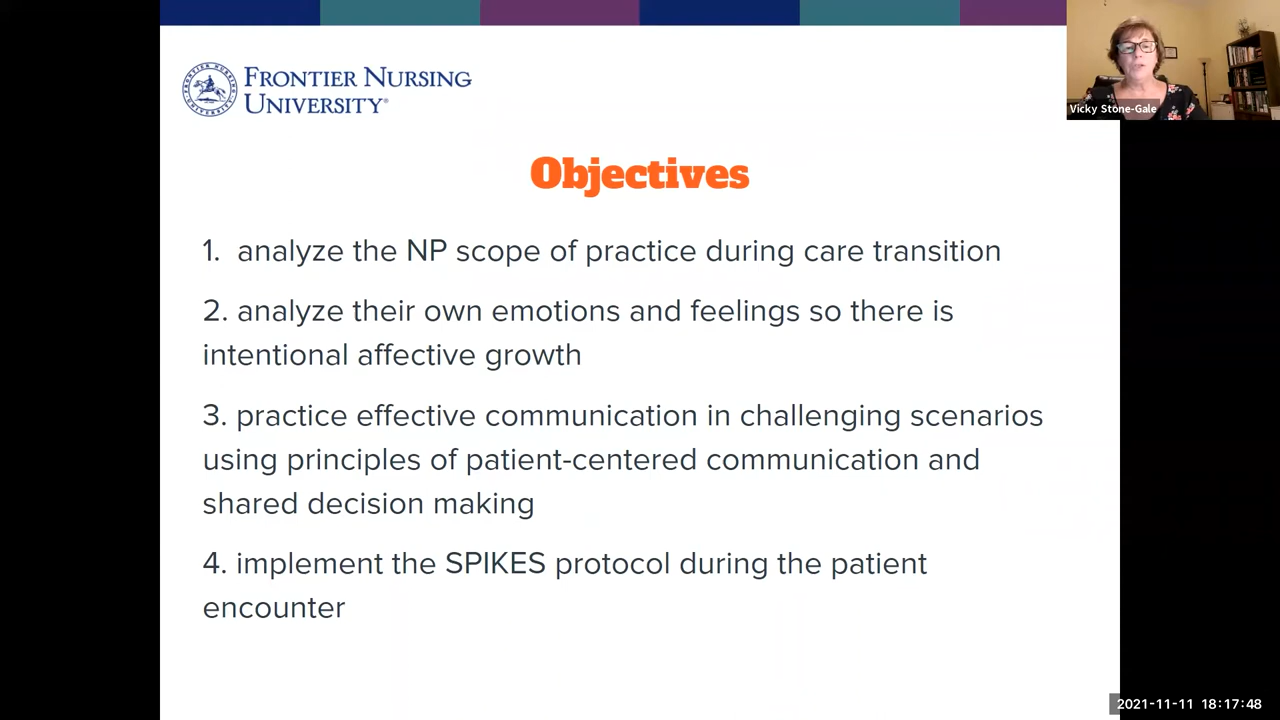 FRONTIER NURSING
UNIVERSITY®
Vicky Stone-Gale
Objectives
1. analyze the NP scope of practice during care transition
2. analyze their own emotions and feelings so there is
intentional affective growth
3. practice effective communication in challenging scenarios
using principles of patient-centered communication and
shared decision making
4. implement the SPIKES protocol during the patient
encounter
2021-11-11 18:17:48